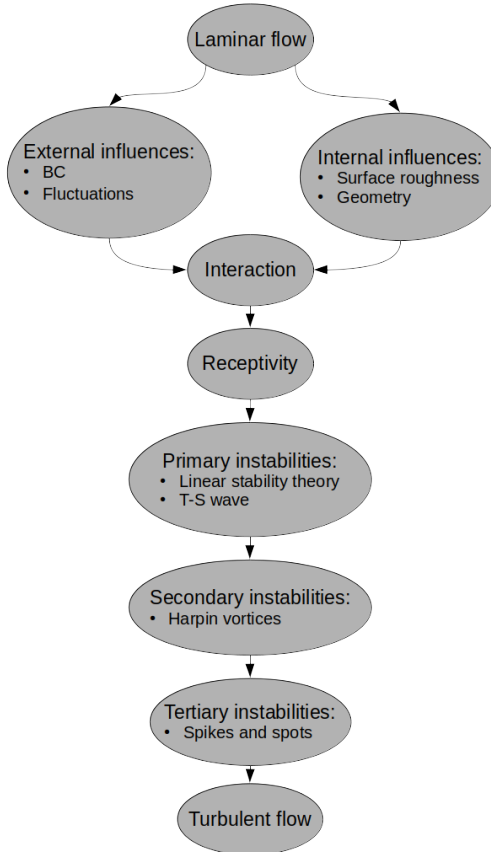 Laminar flow
External influences:
• BC
• Fluctuations
Internal influences:
• Surface roughness
• Geometry
Interaction
Receptivity
Primary instabilities:
• Linear stability theory
• T-S wave
Secondary instabilities:
• Harpin vortices
Tertiary instabilities:
• Spikes and spots
Turbulent flow